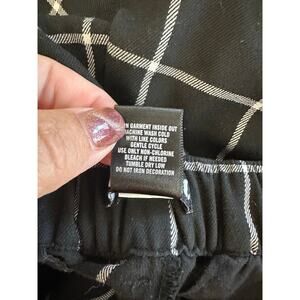 N GARMENT INSIDE OUT
MACHINE WASH COLD
WITH LIKE COLORS
GENTLE CYCLE
USE ONLY NON-CHLORINE
BLEACH IF NEEDED
TUMBLE DRY LOW
DO NOT IRON DECORATION